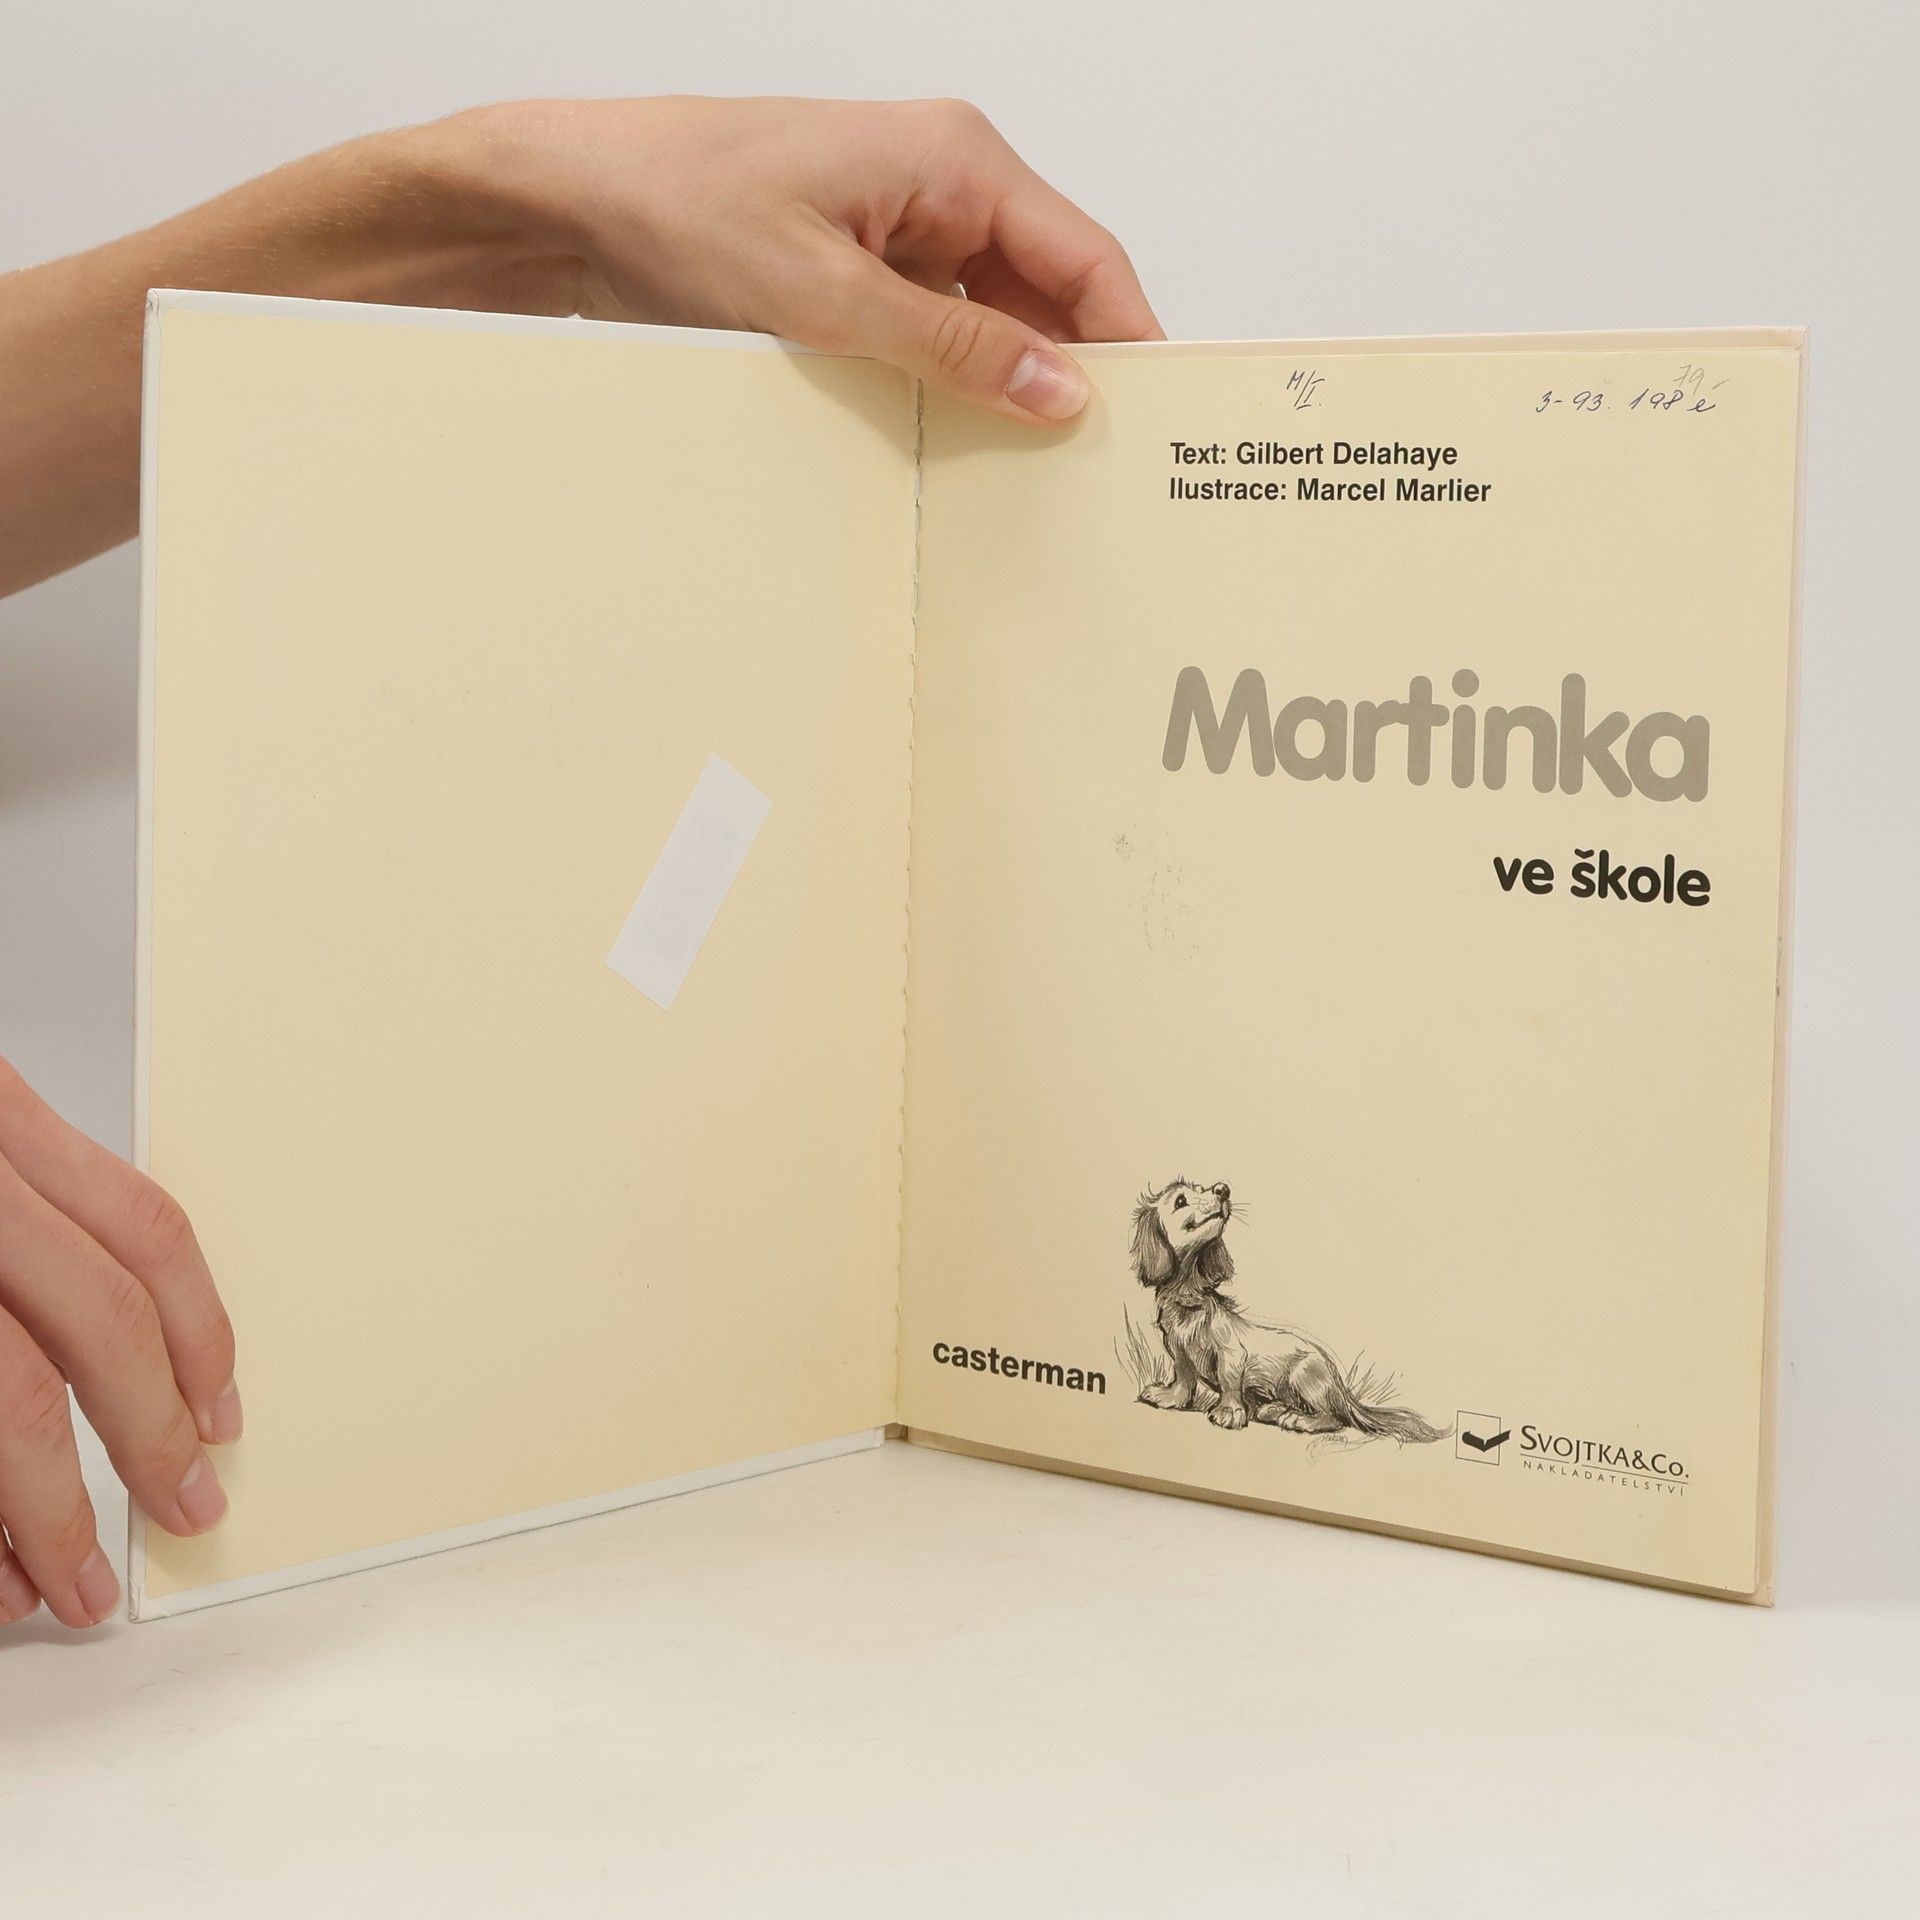 M/I.
79,-
3-93. 198 e
Text: Gilbert Delahaye
Ilustrace: Marcel Marlier
Martinka
ve škole
casterman
SVOJTKA&CO.
NAKLADATELSTVÍ